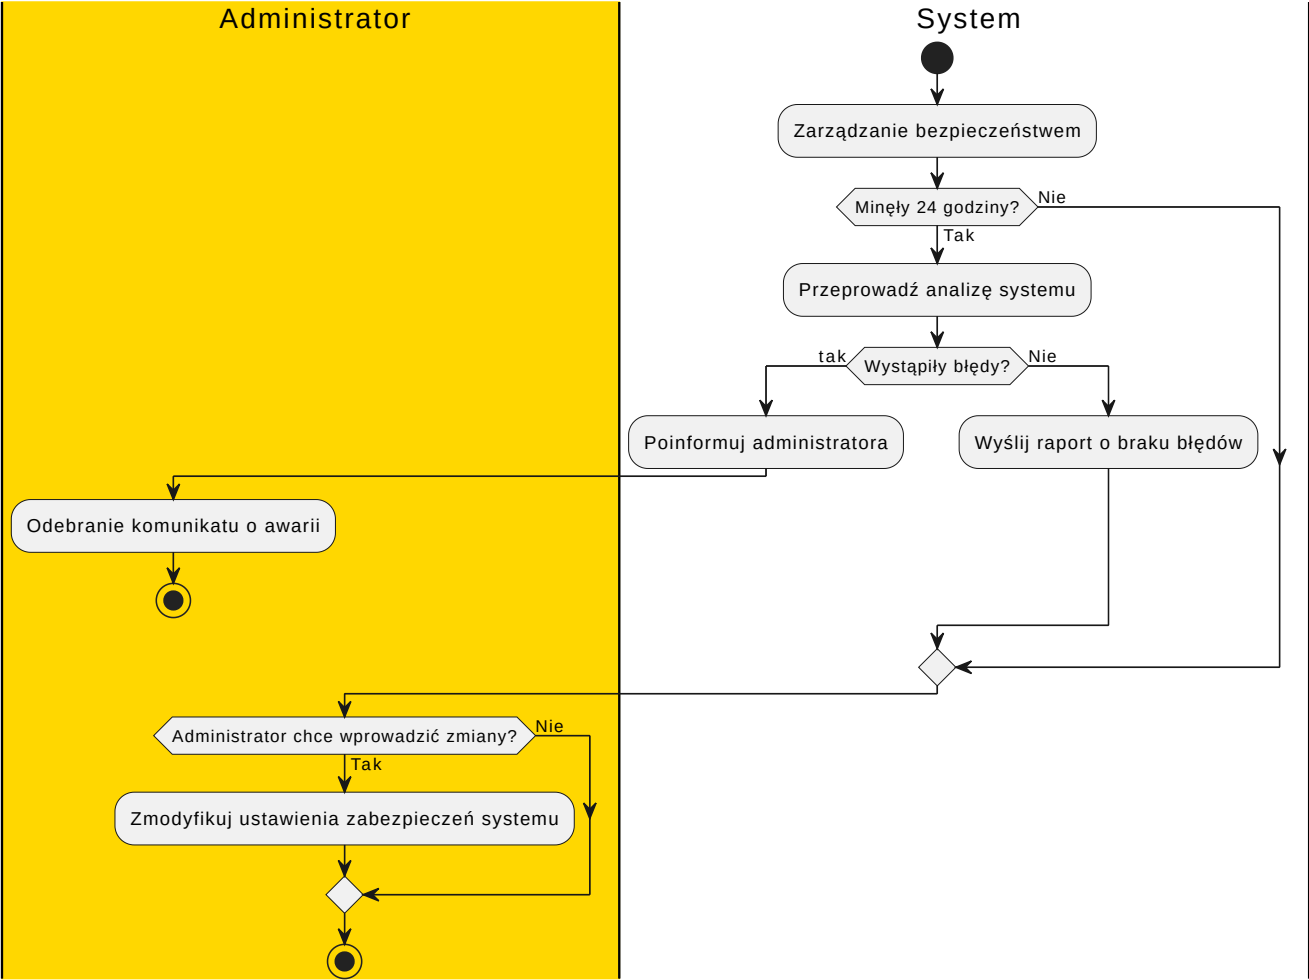 Administrator
System
Zarządzanie bezpieczeństwem
Minęły 24 godziny?
Nie
Tak
Przeprowadź analizę systemu
tak
Wystąpiły błędy?
Nie
Poinformuj administratora
Wyślij raport o braku błędów
Odebranie komunikatu o awarii
Administrator chce wprowadzić zmiany?
Nie
Tak
Zmodyfikuj ustawienia zabezpieczeń systemu